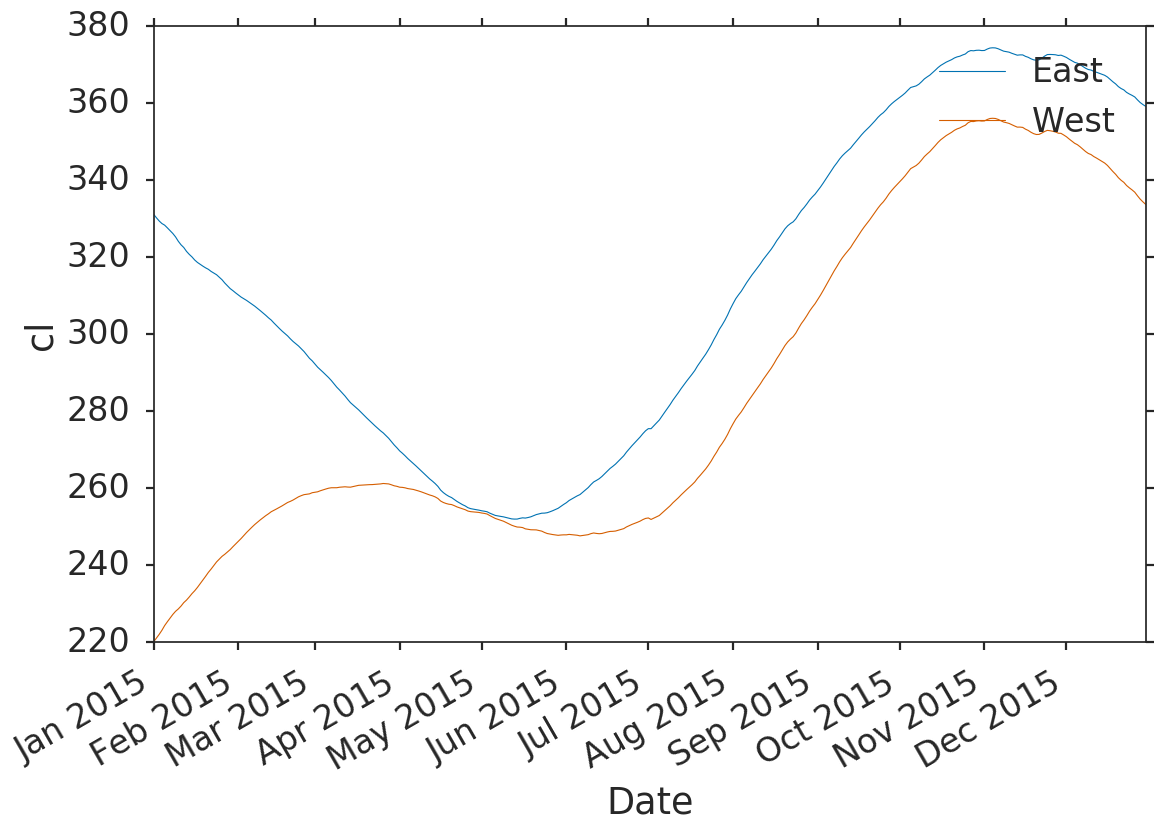 380
360
340
320
300
280
260
240
220
cl
East
West
Jan 2015
Feb 2015
Mar 2015
Apr 2015
May 2015
Jun 2015
Jul 2015
Aug 2015
Sep 2015
Oct 2015
Nov 2015
Dec 2015
Date